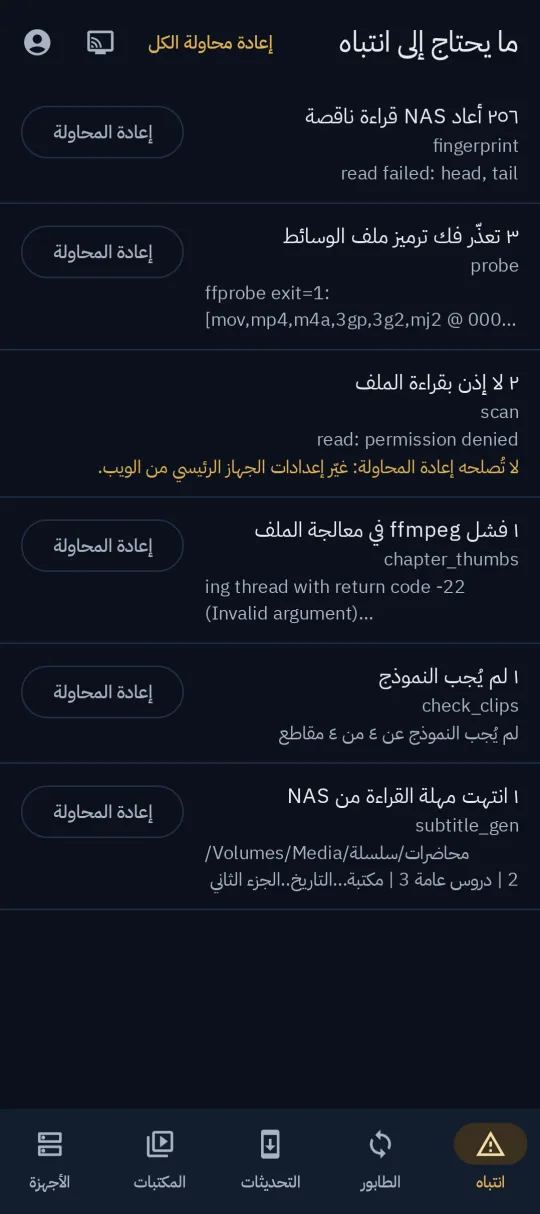 ما يحتاج إلى انتباه
إعادة محاولة الكل
٢٥٦ أعاد NAS قراءة ناقصة
fingerprint
read failed: head, tail
إعادة المحاولة
٣ تعذّر فك ترميز ملف الوسائط
probe
ffprobe exit=1:
[mov,mp4,m4a,3gp,3g2,mj2 @ 000...
إعادة المحاولة
٢ لا إذن بقراءة الملف
scan
read: permission denied
لا تُصلحه إعادة المحاولة: غيّر إعدادات الجهاز الرئيسي من الويب.
١ فشل ffmpeg في معالجة الملف
chapter_thumbs
ing thread with return code -22
(Invalid argument)...
إعادة المحاولة
١ لم يُجب النموذج
check_clips
لم يُجب النموذج عن ٤ من ٤ مقاطع
إعادة المحاولة
١ انتهت مهلة القراءة من NAS
subtitle_gen
/Volumes/Media/محاضرات/سلسلة
2 | دروس عامة 3 | مكتبة...التاريخ..الجزء الثاني
إعادة المحاولة
انتباه
الطابور
التحديثات
المكتبات
الأجهزة